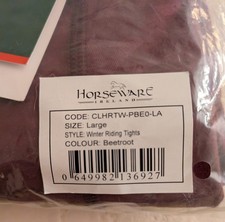 HORSEWARE
IRELAND
CODE: CLHRTW-PBE0-LA
SIZE: Large
STYLE: Winter Riding Tights
COLOUR: Beetroot
0 649982 136927